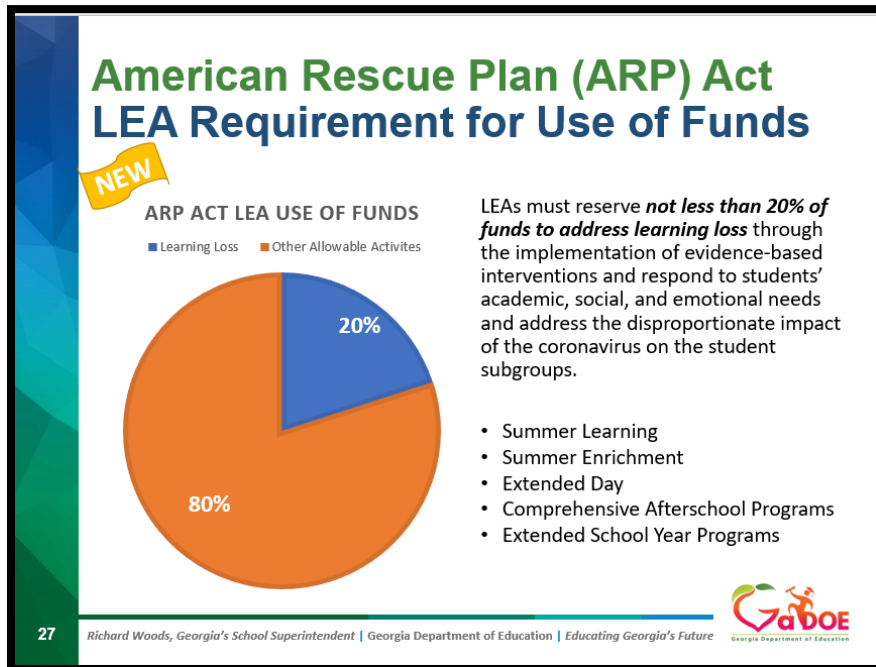 American Rescue Plan (ARP) Act
LEA Requirement for Use of Funds
NEW
ARP ACT LEA USE OF FUNDS
Learning Loss Other Allowable Activites
20%
80%
LEAs must reserve not less than 20% of
funds to address learning loss through
the implementation of evidence-based
interventions and respond to students’
academic, social, and emotional needs
and address the disproportionate impact
of the coronavirus on the student
subgroups.
• Summer Learning
• Summer Enrichment
• Extended Day
• Comprehensive Afterschool Programs
• Extended School Year Programs
27
Richard Woods, Georgia’s School Superintendent | Georgia Department of Education | Educating Georgia’s Future
GaDOE
Georgia Department of Education